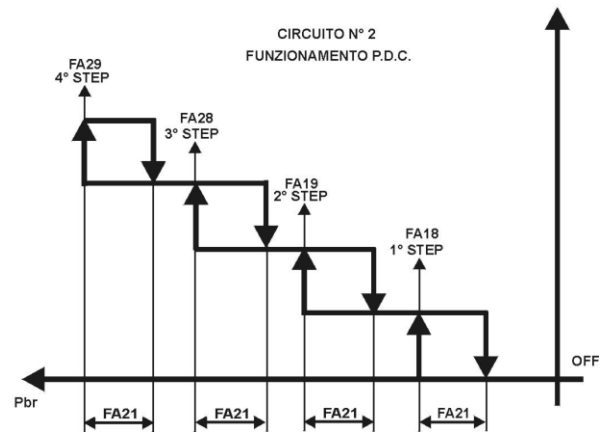 CIRCUITO N° 2
FUNZIONAMENTO P.D.C.
FA29
4° STEP
FA28
3° STEP
FA19
2° STEP
FA18
1° STEP
OFF
Pbr
FA21
FA21
FA21
FA21